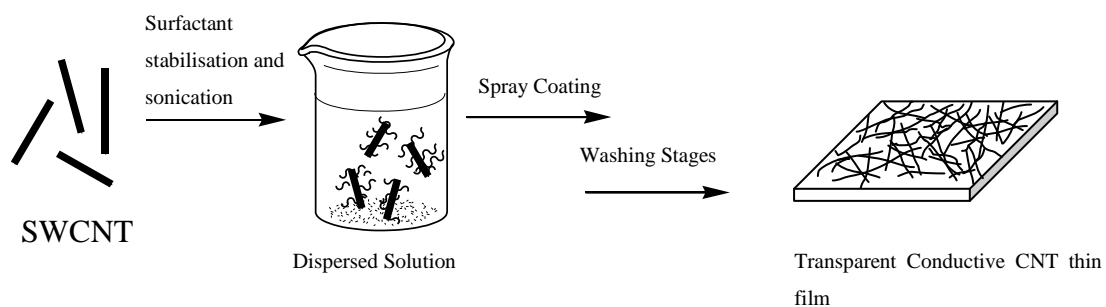 Surfactant
stabilisation and
sonication
SWCNT
Dispersed Solution
Spray Coating
Washing Stages
Transparent Conductive CNT thin
film